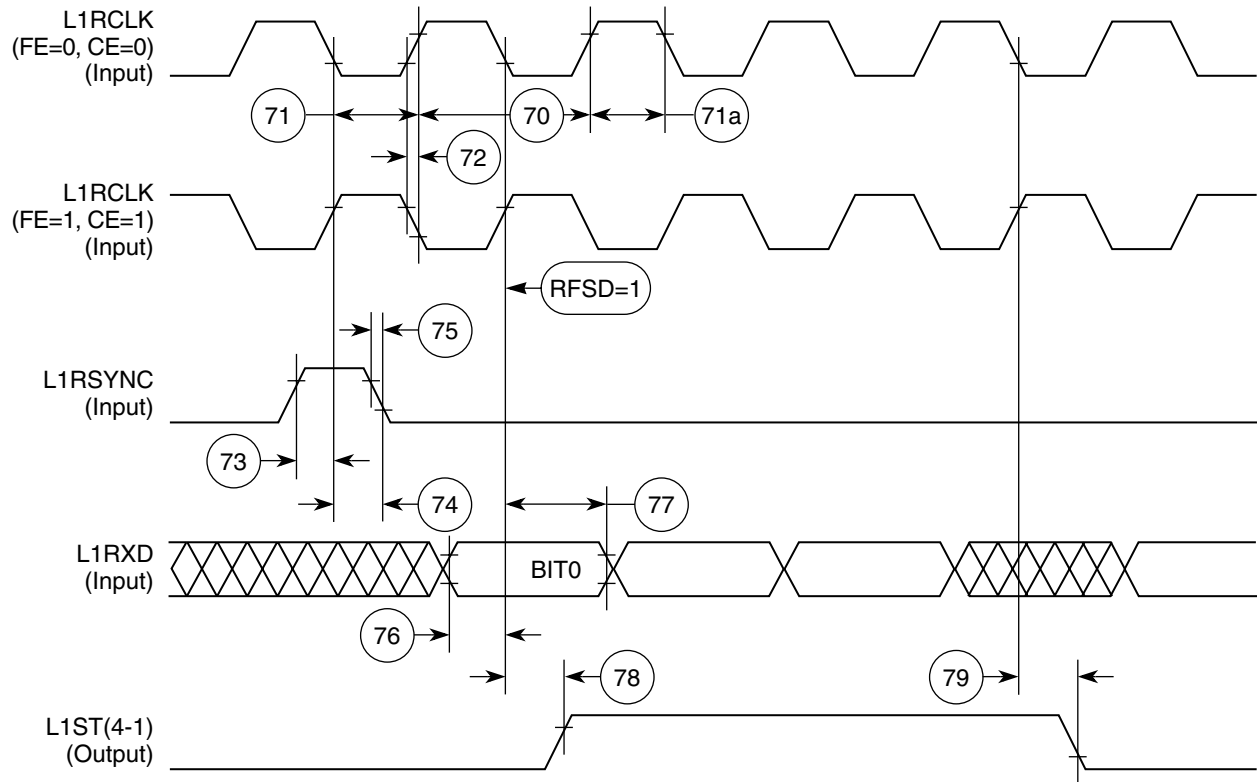 L1RCLK
(FE=0, CE=0)
(Input)
71
70
71a
72
L1RCLK
(FE=1, CE=1)
(Input)
RFSD=1
75
L1RSYNC
(Input)
73
74
77
L1RXD
(Input)
BIT0
76
78
79
L1ST(4-1)
(Output)